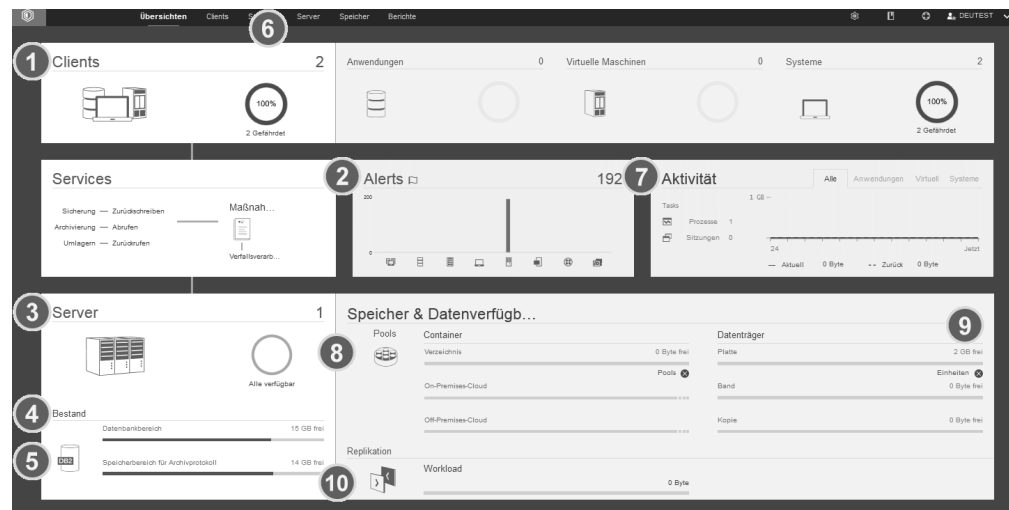 Übersichten Clients Server Speicher Berichte DEUTEST
6
1 Clients 2
100%
2 Gefährdet
Anwendungen 0
Virtuelle Maschinen 0
Systeme 2
100%
2 Gefährdet
Services
Sicherung — Zurückschreiben
Archivierung — Abrufen
Umlagern — Zurückrufen
Maßnah...
Verfallsverarb...
2 Alerts 192
200
0
7 Aktivität
Alle Anwendungen Virtuell Systeme
Tasks
Prozesse 1
Sitzungen 0
1 GB
24 Jetzt
— Aktuell 0 Byte -- Zurück 0 Byte
3 Server 1
Alle verfügbar
4 Bestand
Datenbankbereich 15 GB frei
5
DB2
Speicherbereich für Archivprotokoll 14 GB frei
Speicher & Datenverfügb...
8
Pools
Container
Verzeichnis 0 Byte frei
Pools
On-Premises-Cloud
Off-Premises-Cloud
9
Datenträger
Platte 2 GB frei
Einheiten
Band 0 Byte frei
Kopie 0 Byte frei
Replikation
10
Workload
0 Byte